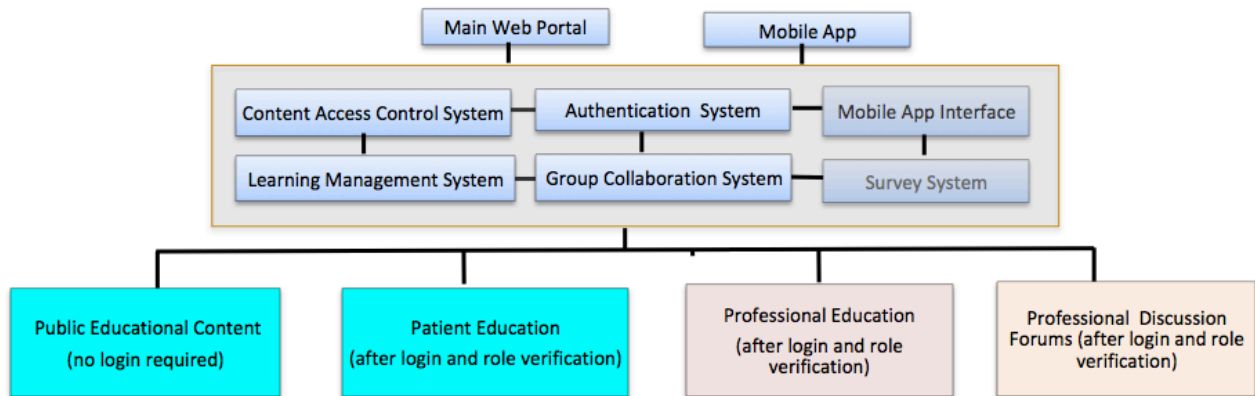 Main Web Portal
Mobile App
Content Access Control System
Authentication System
Mobile App Interface
Learning Management System
Group Collaboration System
Survey System
Public Educational Content
(no login required)
Patient Education
(after login and role verification)
Professional Education
(after login and role
verification)
Professional Discussion
Forums (after login and role
verification)